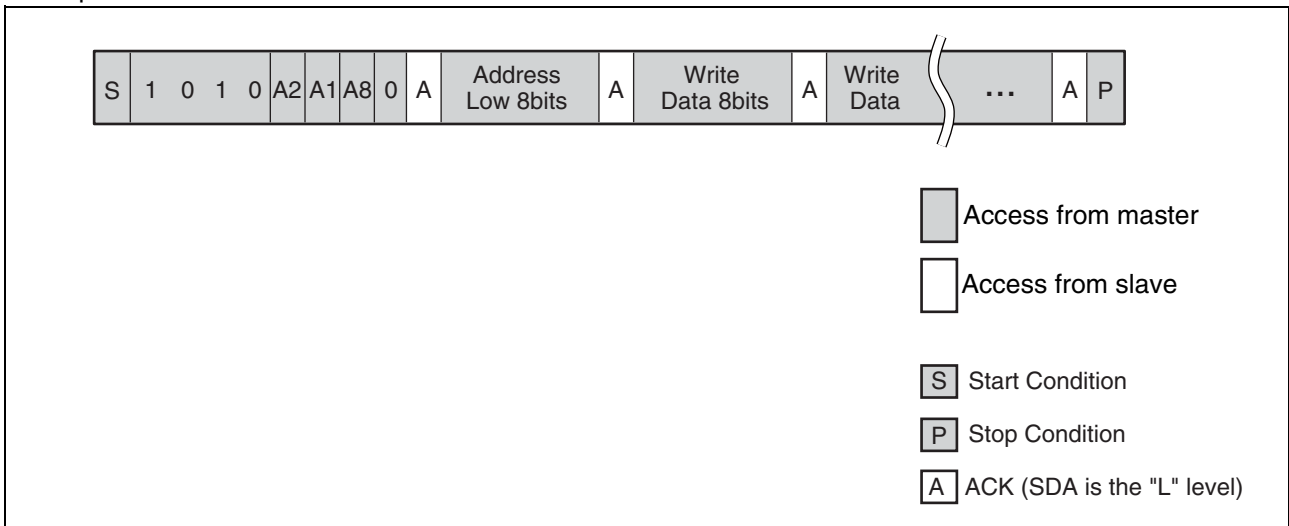 S 1 0 1 0 A2 A1 A8 0 A Address Low 8bits A Write Data 8bits A Write Data ... A P
Access from master
Access from slave
S Start Condition
P Stop Condition
A ACK (SDA is the "L" level)